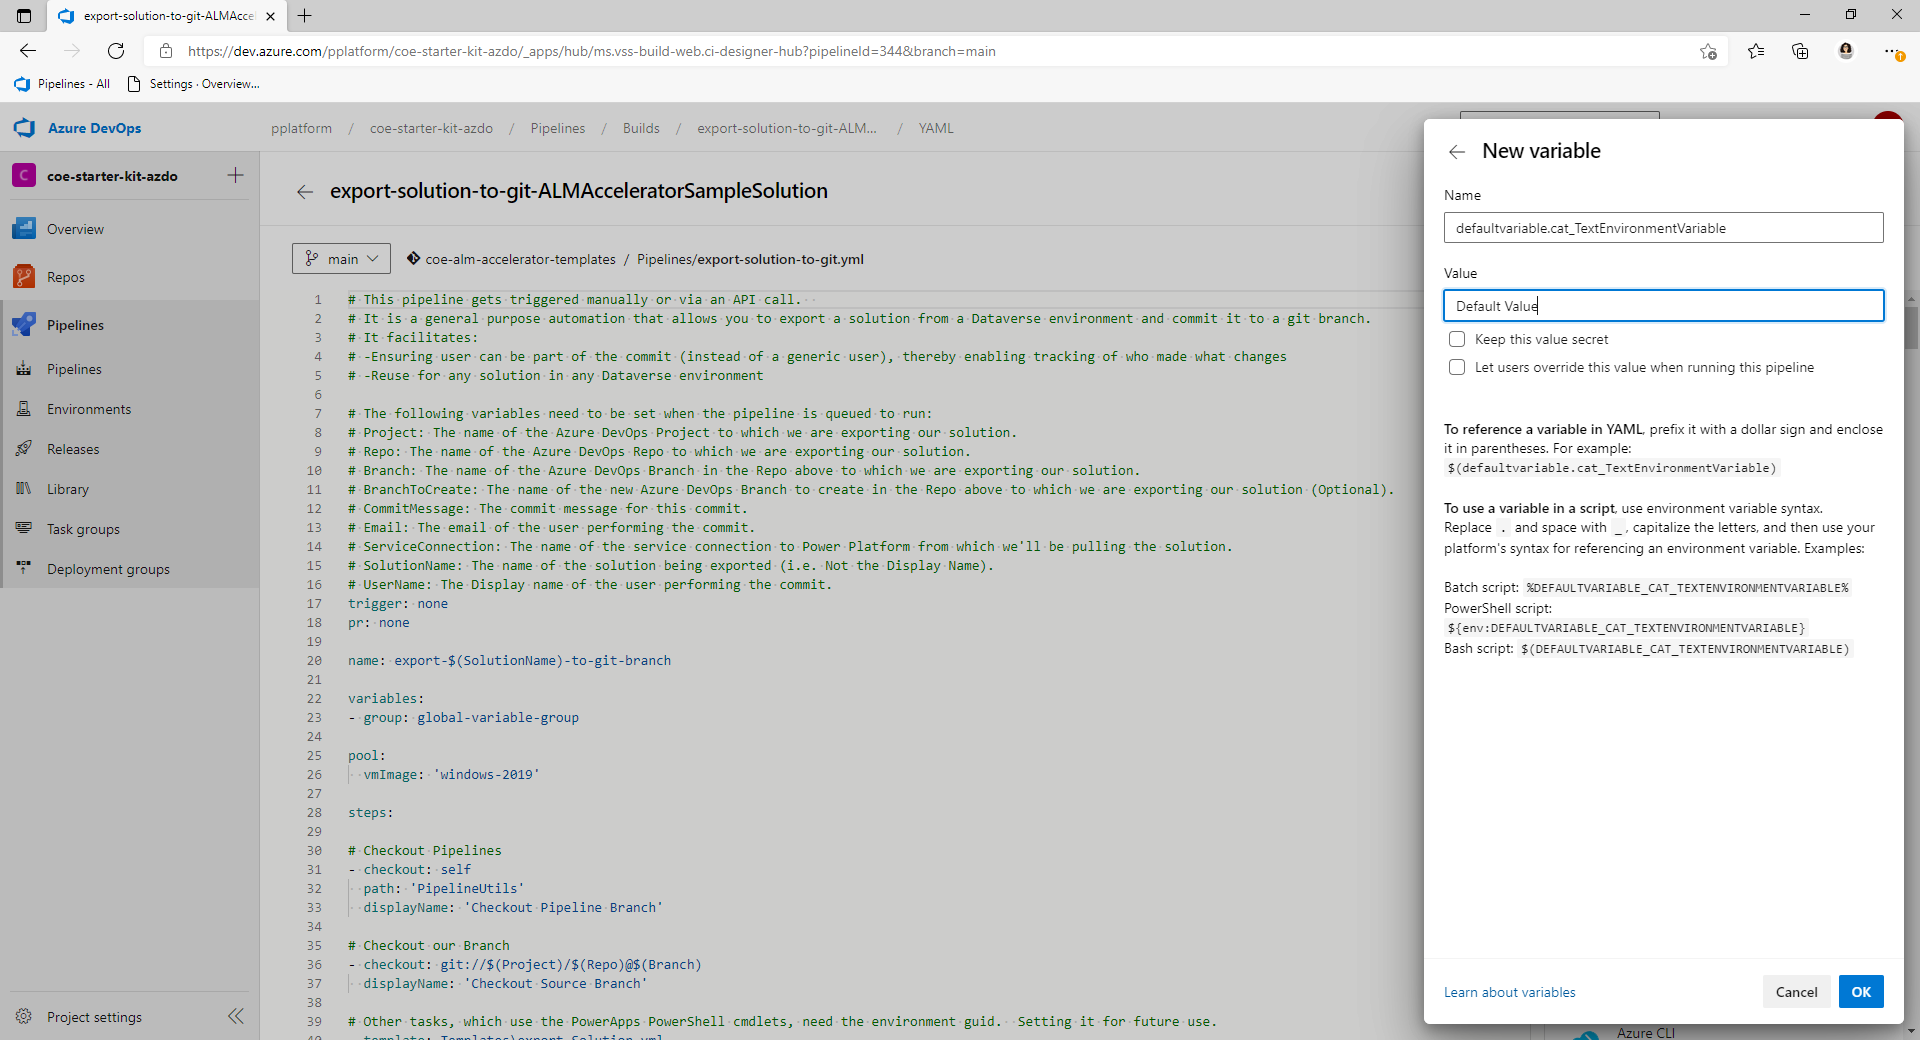 export-solution-to-git-ALMAcce
https://dev.azure.com/pplatform/coe-starter-kit-azdo/_apps/hub/ms.vss-build-web.ci-designer-hub?pipelineId=344&branch=main
Pipelines - All
Settings · Overview...
Azure DevOps
pplatform / coe-starter-kit-azdo / Pipelines / Builds / export-solution-to-git-ALM... / YAML
C
coe-starter-kit-azdo
Overview
Repos
Pipelines
Pipelines
Environments
Releases
Library
Task groups
Deployment groups
Project settings
export-solution-to-git-ALMAcceleratorSampleSolution
main
coe-alm-accelerator-templates / Pipelines/export-solution-to-git.yml
1 # This pipeline gets triggered manually or via an API call.
2 # It is a general purpose automation that allows you to export a solution from a Dataverse environment and commit it to a git branch.
3 # It facilitates:
4 # -Ensuring user can be part of the commit (instead of a generic user), thereby enabling tracking of who made what changes
5 # -Reuse for any solution in any Dataverse environment
6
7 # The following variables need to be set when the pipeline is queued to run:
8 # Project: The name of the Azure DevOps Project to which we are exporting our solution.
9 # Repo: The name of the Azure DevOps Repo to which we are exporting our solution.
10 # Branch: The name of the Azure DevOps Branch in the Repo above to which we are exporting our solution.
11 # BranchToCreate: The name of the new Azure DevOps Branch to create in the Repo above to which we are exporting our solution (Optional).
12 # CommitMessage: The commit message for this commit.
13 # Email: The email of the user performing the commit.
14 # ServiceConnection: The name of the service connection to Power Platform from which we'll be pulling the solution.
15 # SolutionName: The name of the solution being exported (i.e. Not the Display Name).
16 # UserName: The Display name of the user performing the commit.
17 trigger: none
18 pr: none
19
20 name: export-$(SolutionName)-to-git-branch
21
22 variables:
23 - group: global-variable-group
24
25 pool:
26 vmImage: 'windows-2019'
27
28 steps:
29
30 # Checkout Pipelines
31 - checkout: self
32 path: 'PipelineUtils'
33 displayName: 'Checkout Pipeline Branch'
34
35 # Checkout our Branch
36 - checkout: git://$(Project)/$(Repo)@$(Branch)
37 displayName: 'Checkout Source Branch'
38
39 # Other tasks, which use the PowerApps PowerShell cmdlets, need the environment guid.  Setting it for future use.
40 - template: Templates\export-Solution.yml
New variable
Name
defaultvariable.cat_TextEnvironmentVariable
Value
Default Value
Keep this value secret
Let users override this value when running this pipeline
To reference a variable in YAML, prefix it with a dollar sign and enclose
it in parentheses. For example:
$(defaultvariable.cat_TextEnvironmentVariable)
To use a variable in a script, use environment variable syntax.
Replace . and space with _, capitalize the letters, and then use your
platform's syntax for referencing an environment variable. Examples:
Batch script: %DEFAULTVARIABLE_CAT_TEXTENVIRONMENTVARIABLE%
PowerShell script:
${env:DEFAULTVARIABLE_CAT_TEXTENVIRONMENTVARIABLE}
Bash script: $(DEFAULTVARIABLE_CAT_TEXTENVIRONMENTVARIABLE)
Learn about variables
Cancel
OK
Azure CLI